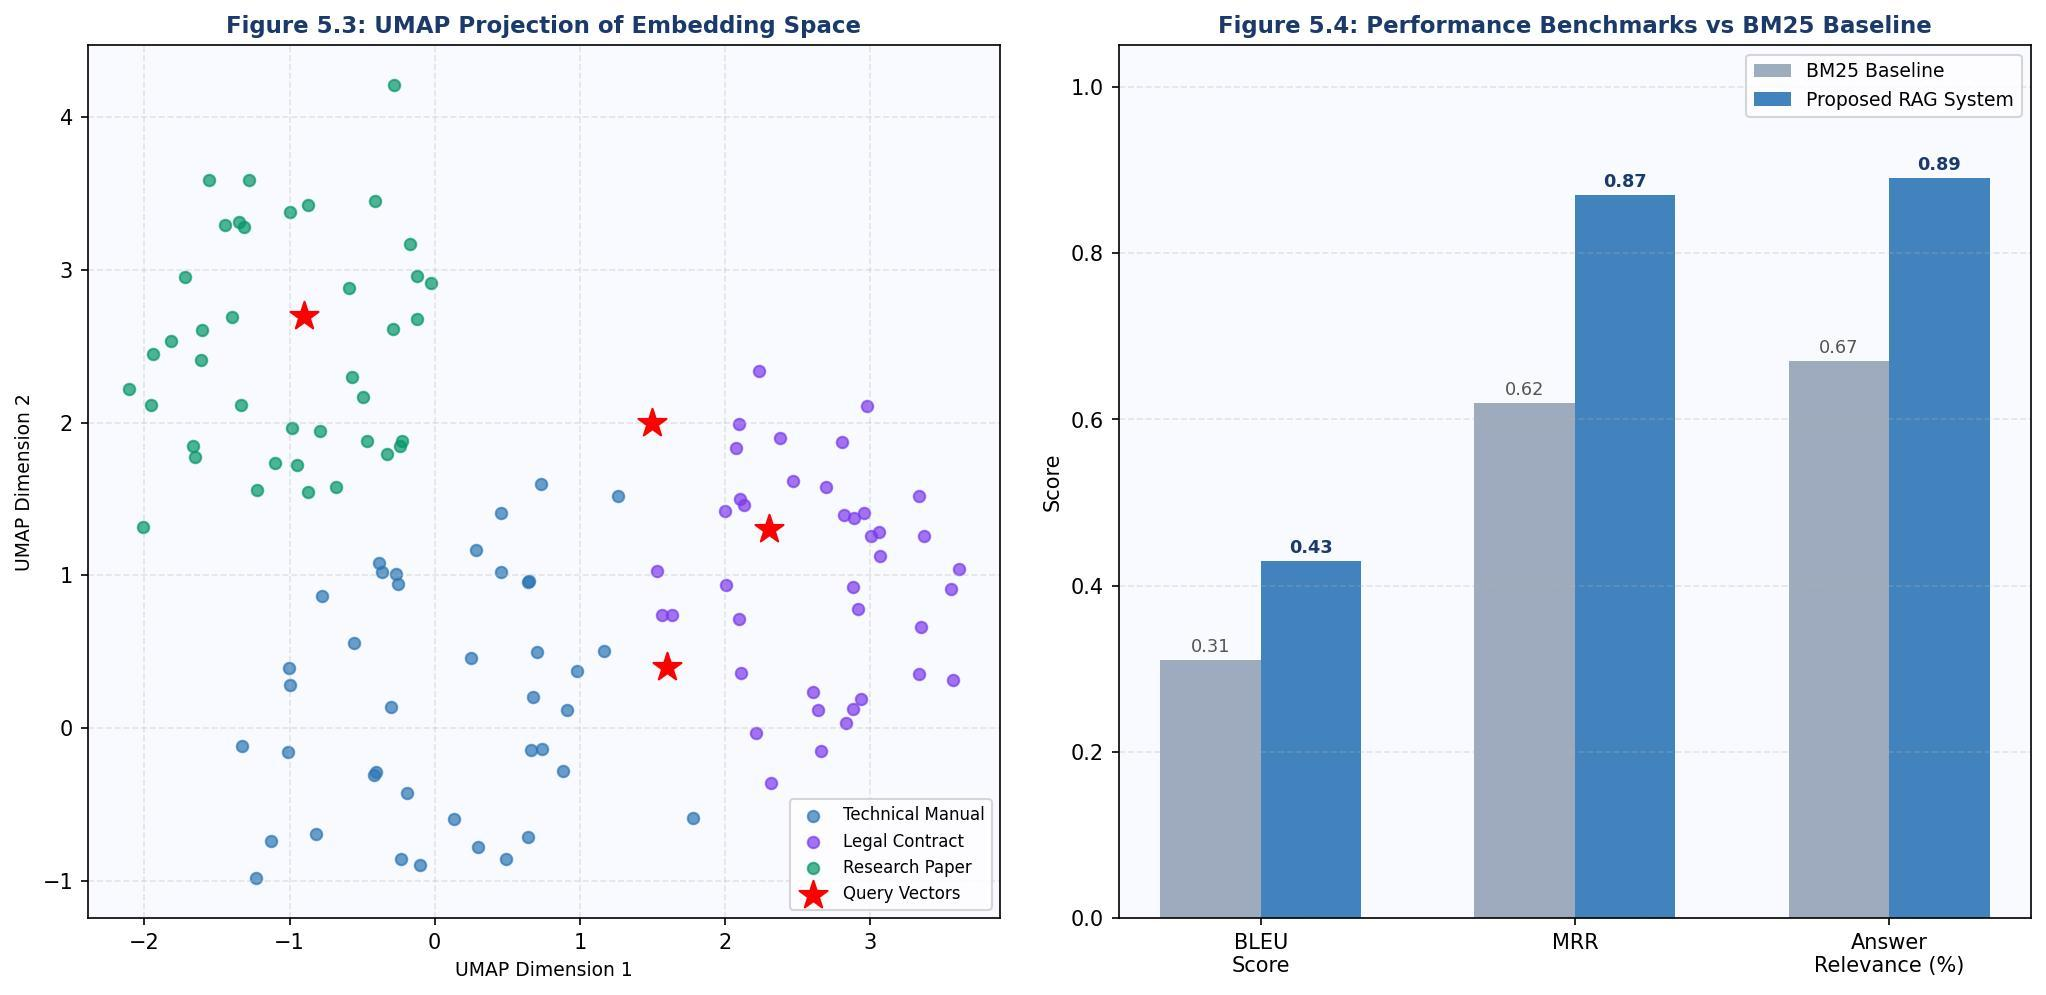 Figure 5.3: UMAP Projection of Embedding Space
4
3
2
1
0
−1
UMAP Dimension 2
−2
−1
0
1
2
3
UMAP Dimension 1
Technical Manual
Legal Contract
Research Paper
Query Vectors
Figure 5.4: Performance Benchmarks vs BM25 Baseline
BM25 Baseline
Proposed RAG System
1.0
0.8
0.6
0.4
0.2
0.0
Score
0.31
0.43
0.62
0.87
0.67
0.89
BLEU
Score
MRR
Answer
Relevance (%)